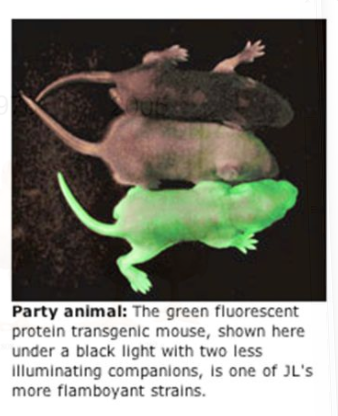 Party animal: The green fluorescent
protein transgenic mouse, shown here
under a black light with two less
illuminating companions, is one of JL's
more flamboyant strains.